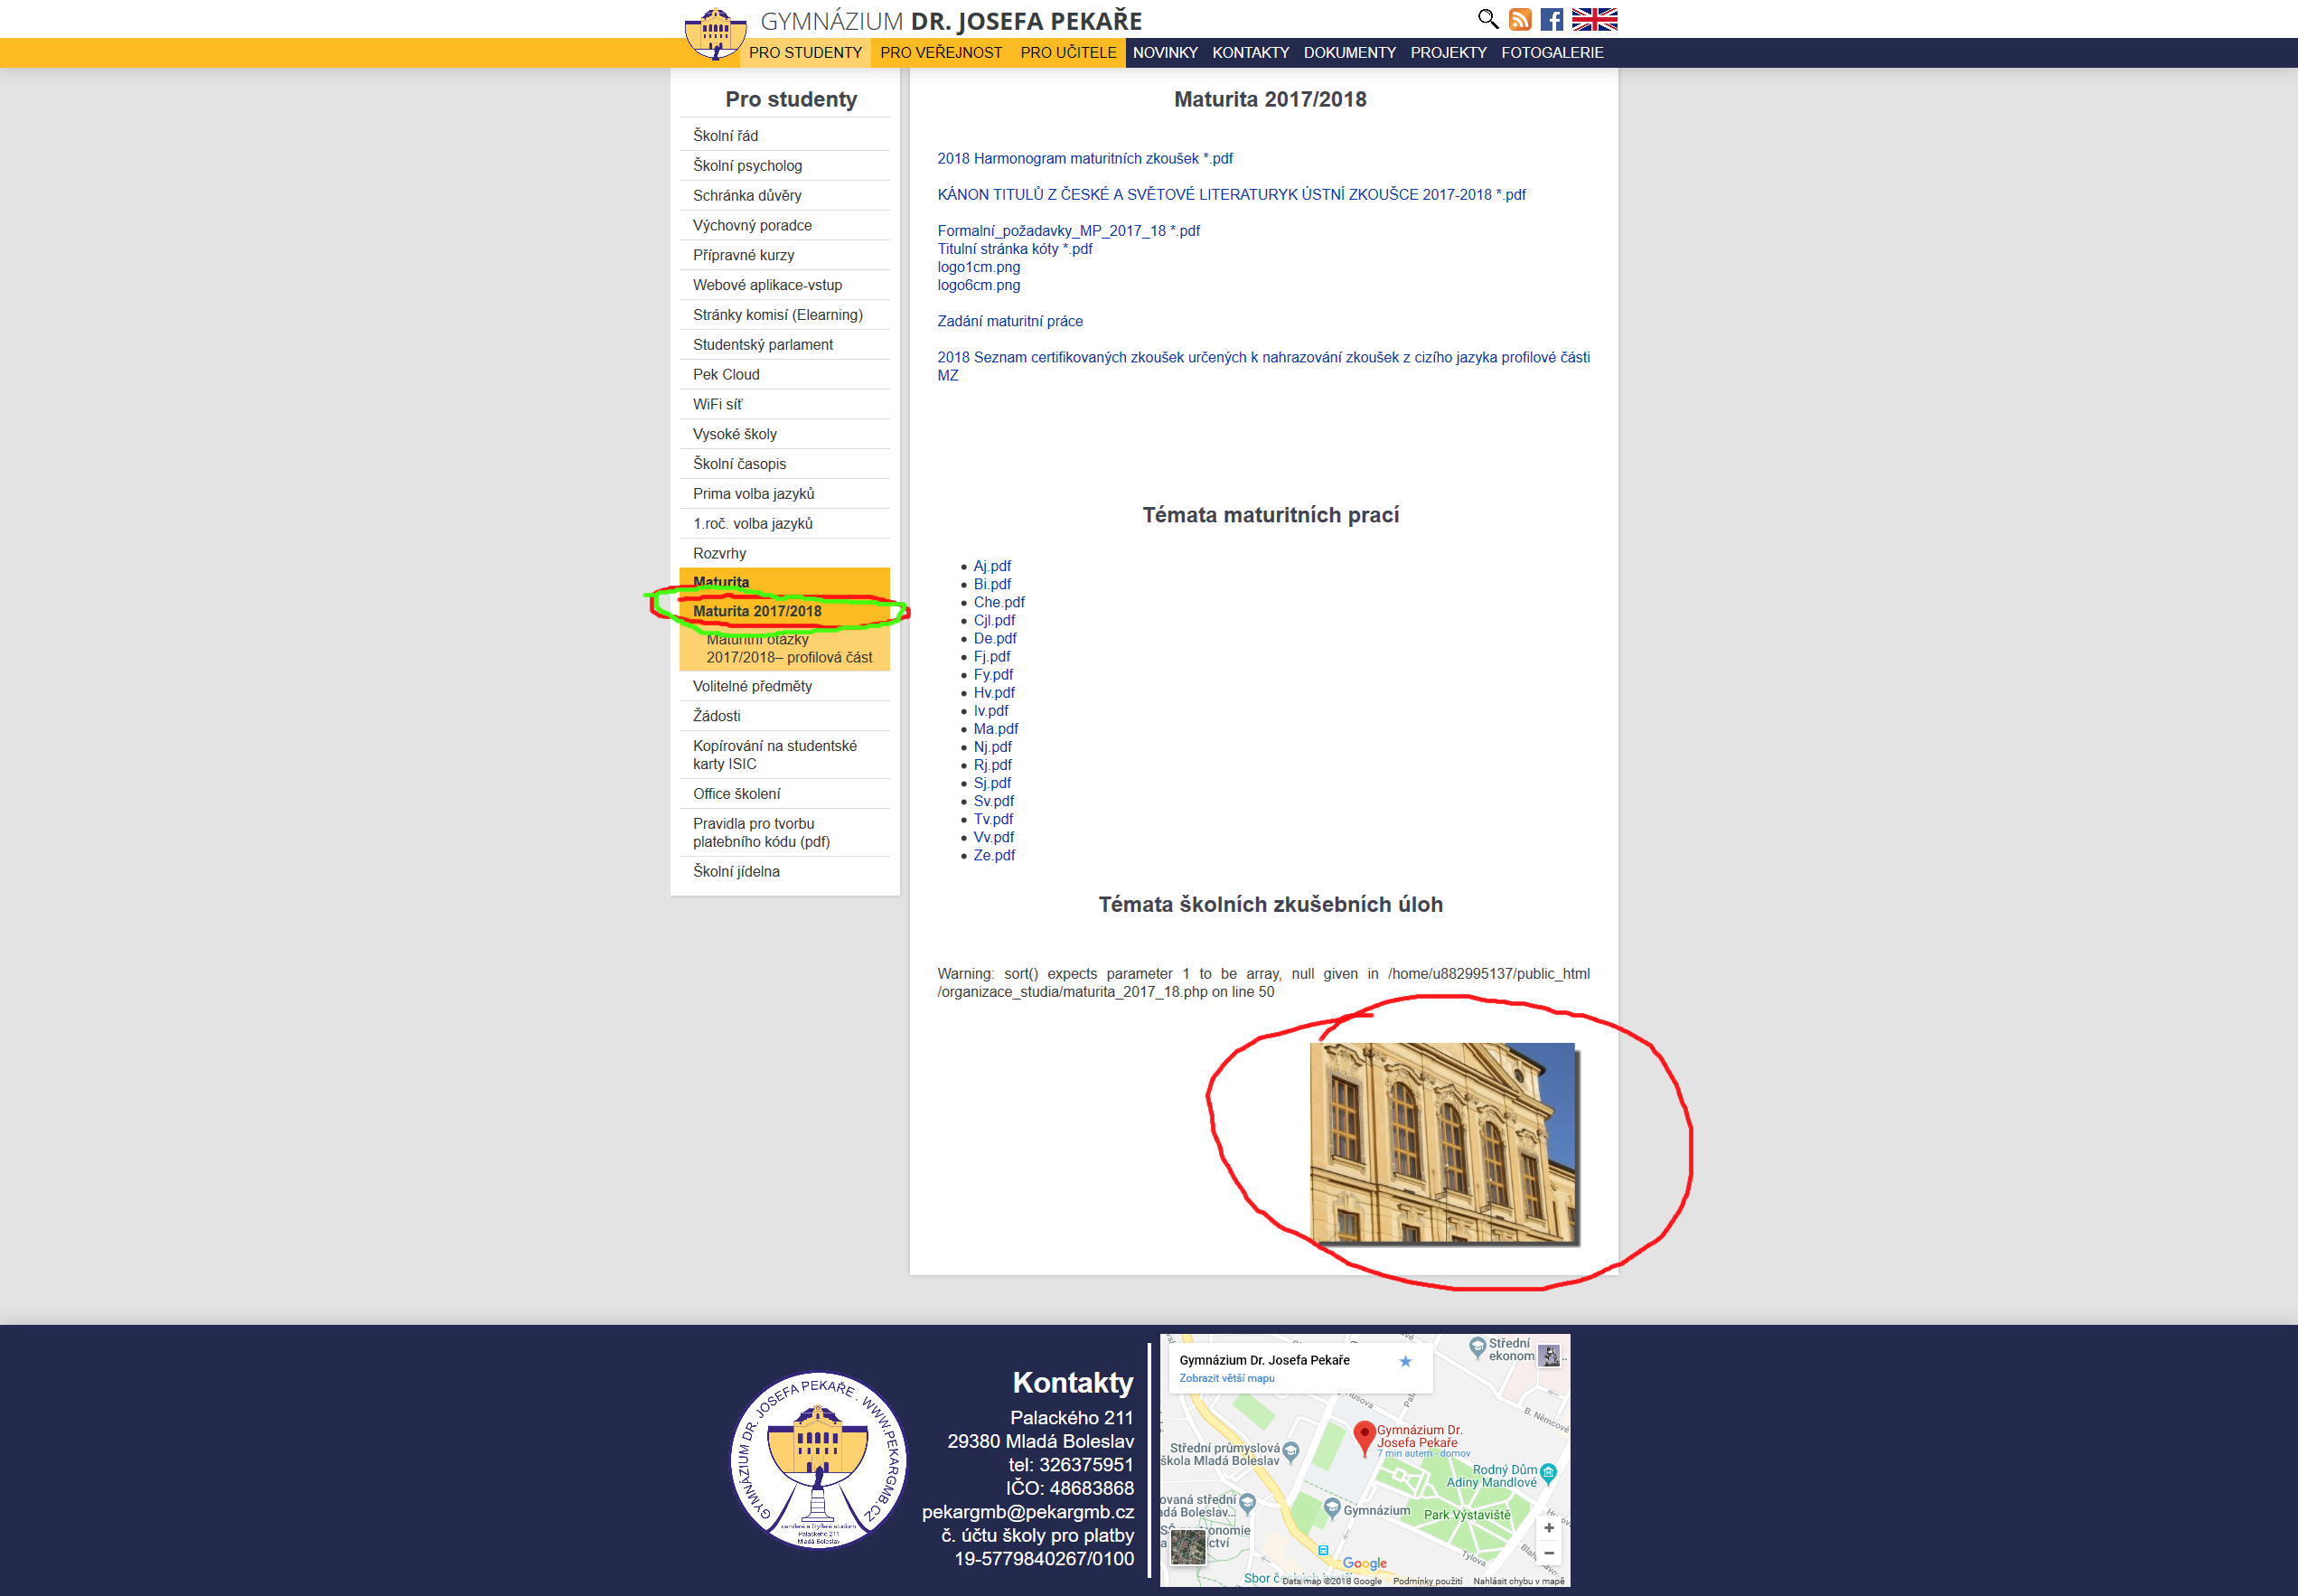 GYMNÁZIUM DR. JOSEFA PEKAŘE
PRO STUDENTY PRO VEŘEJNOST PRO UČITELE NOVINKY KONTAKTY DOKUMENTY PROJEKTY FOTOGALERIE
Pro studenty
Školní řád
Školní psycholog
Schránka důvěry
Výchovný poradce
Přípravné kurzy
Webové aplikace-vstup
Stránky komisí (Elearning)
Studentský parlament
Pek Cloud
WiFi síť
Vysoké školy
Školní časopis
Prima volba jazyků
1.roč. volba jazyků
Rozvrhy
Maturita
Maturita 2017/2018
Maturitní otázky
2017/2018– profilová část
Volitelné předměty
Žádosti
Kopírování na studentské
karty ISIC
Office školení
Pravidla pro tvorbu
platebního kódu (pdf)
Školní jídelna
Maturita 2017/2018
2018 Harmonogram maturitních zkoušek *.pdf
KÁNON TITULŮ Z ČESKÉ A SVĚTOVÉ LITERATURYK ÚSTNÍ ZKOUŠCE 2017-2018 *.pdf
Formalní_požadavky_MP_2017_18 *.pdf
Titulní stránka kóty *.pdf
logo1cm.png
logo6cm.png
Zadání maturitní práce
2018 Seznam certifikovaných zkoušek určených k nahrazování zkoušek z cizího jazyka profilové části
MZ
Témata maturitních prací
Aj.pdf
Bi.pdf
Che.pdf
Cjl.pdf
De.pdf
Fj.pdf
Fy.pdf
Hv.pdf
Iv.pdf
Ma.pdf
Nj.pdf
Rj.pdf
Sj.pdf
Sv.pdf
Tv.pdf
Vv.pdf
Ze.pdf
Témata školních zkušebních úloh
Warning: sort() expects parameter 1 to be array, null given in /home/u882995137/public_html
/organizace_studia/maturita_2017_18.php on line 50
GYMNÁZIUM DR. JOSEFA PEKAŘE · WWW.PEKARGMB.CZ
Palackého 211
Mladá Boleslav
Kontakty
Palackého 211
29380 Mladá Boleslav
tel: 326375951
IČO: 48683868
pekargmb@pekargmb.cz
č. účtu školy pro platby
19-5779840267/0100
Gymnázium Dr. Josefa Pekaře
Zobrazit větší mapu
Střední
ekonom
B. Němcové
Gymnázium Dr.
Josefa Pekaře
7 min autem - domov
Střední průmyslová
škola Mladá Boleslav
Rodný Dům
Adiny Mandlové
ovaná střední
dá Boleslav...
Gymnázium
Park Výstaviště
Tylova
Google
Sbor
Data map ©2018 Google Podmínky použití Nahlásit chybu v mapě